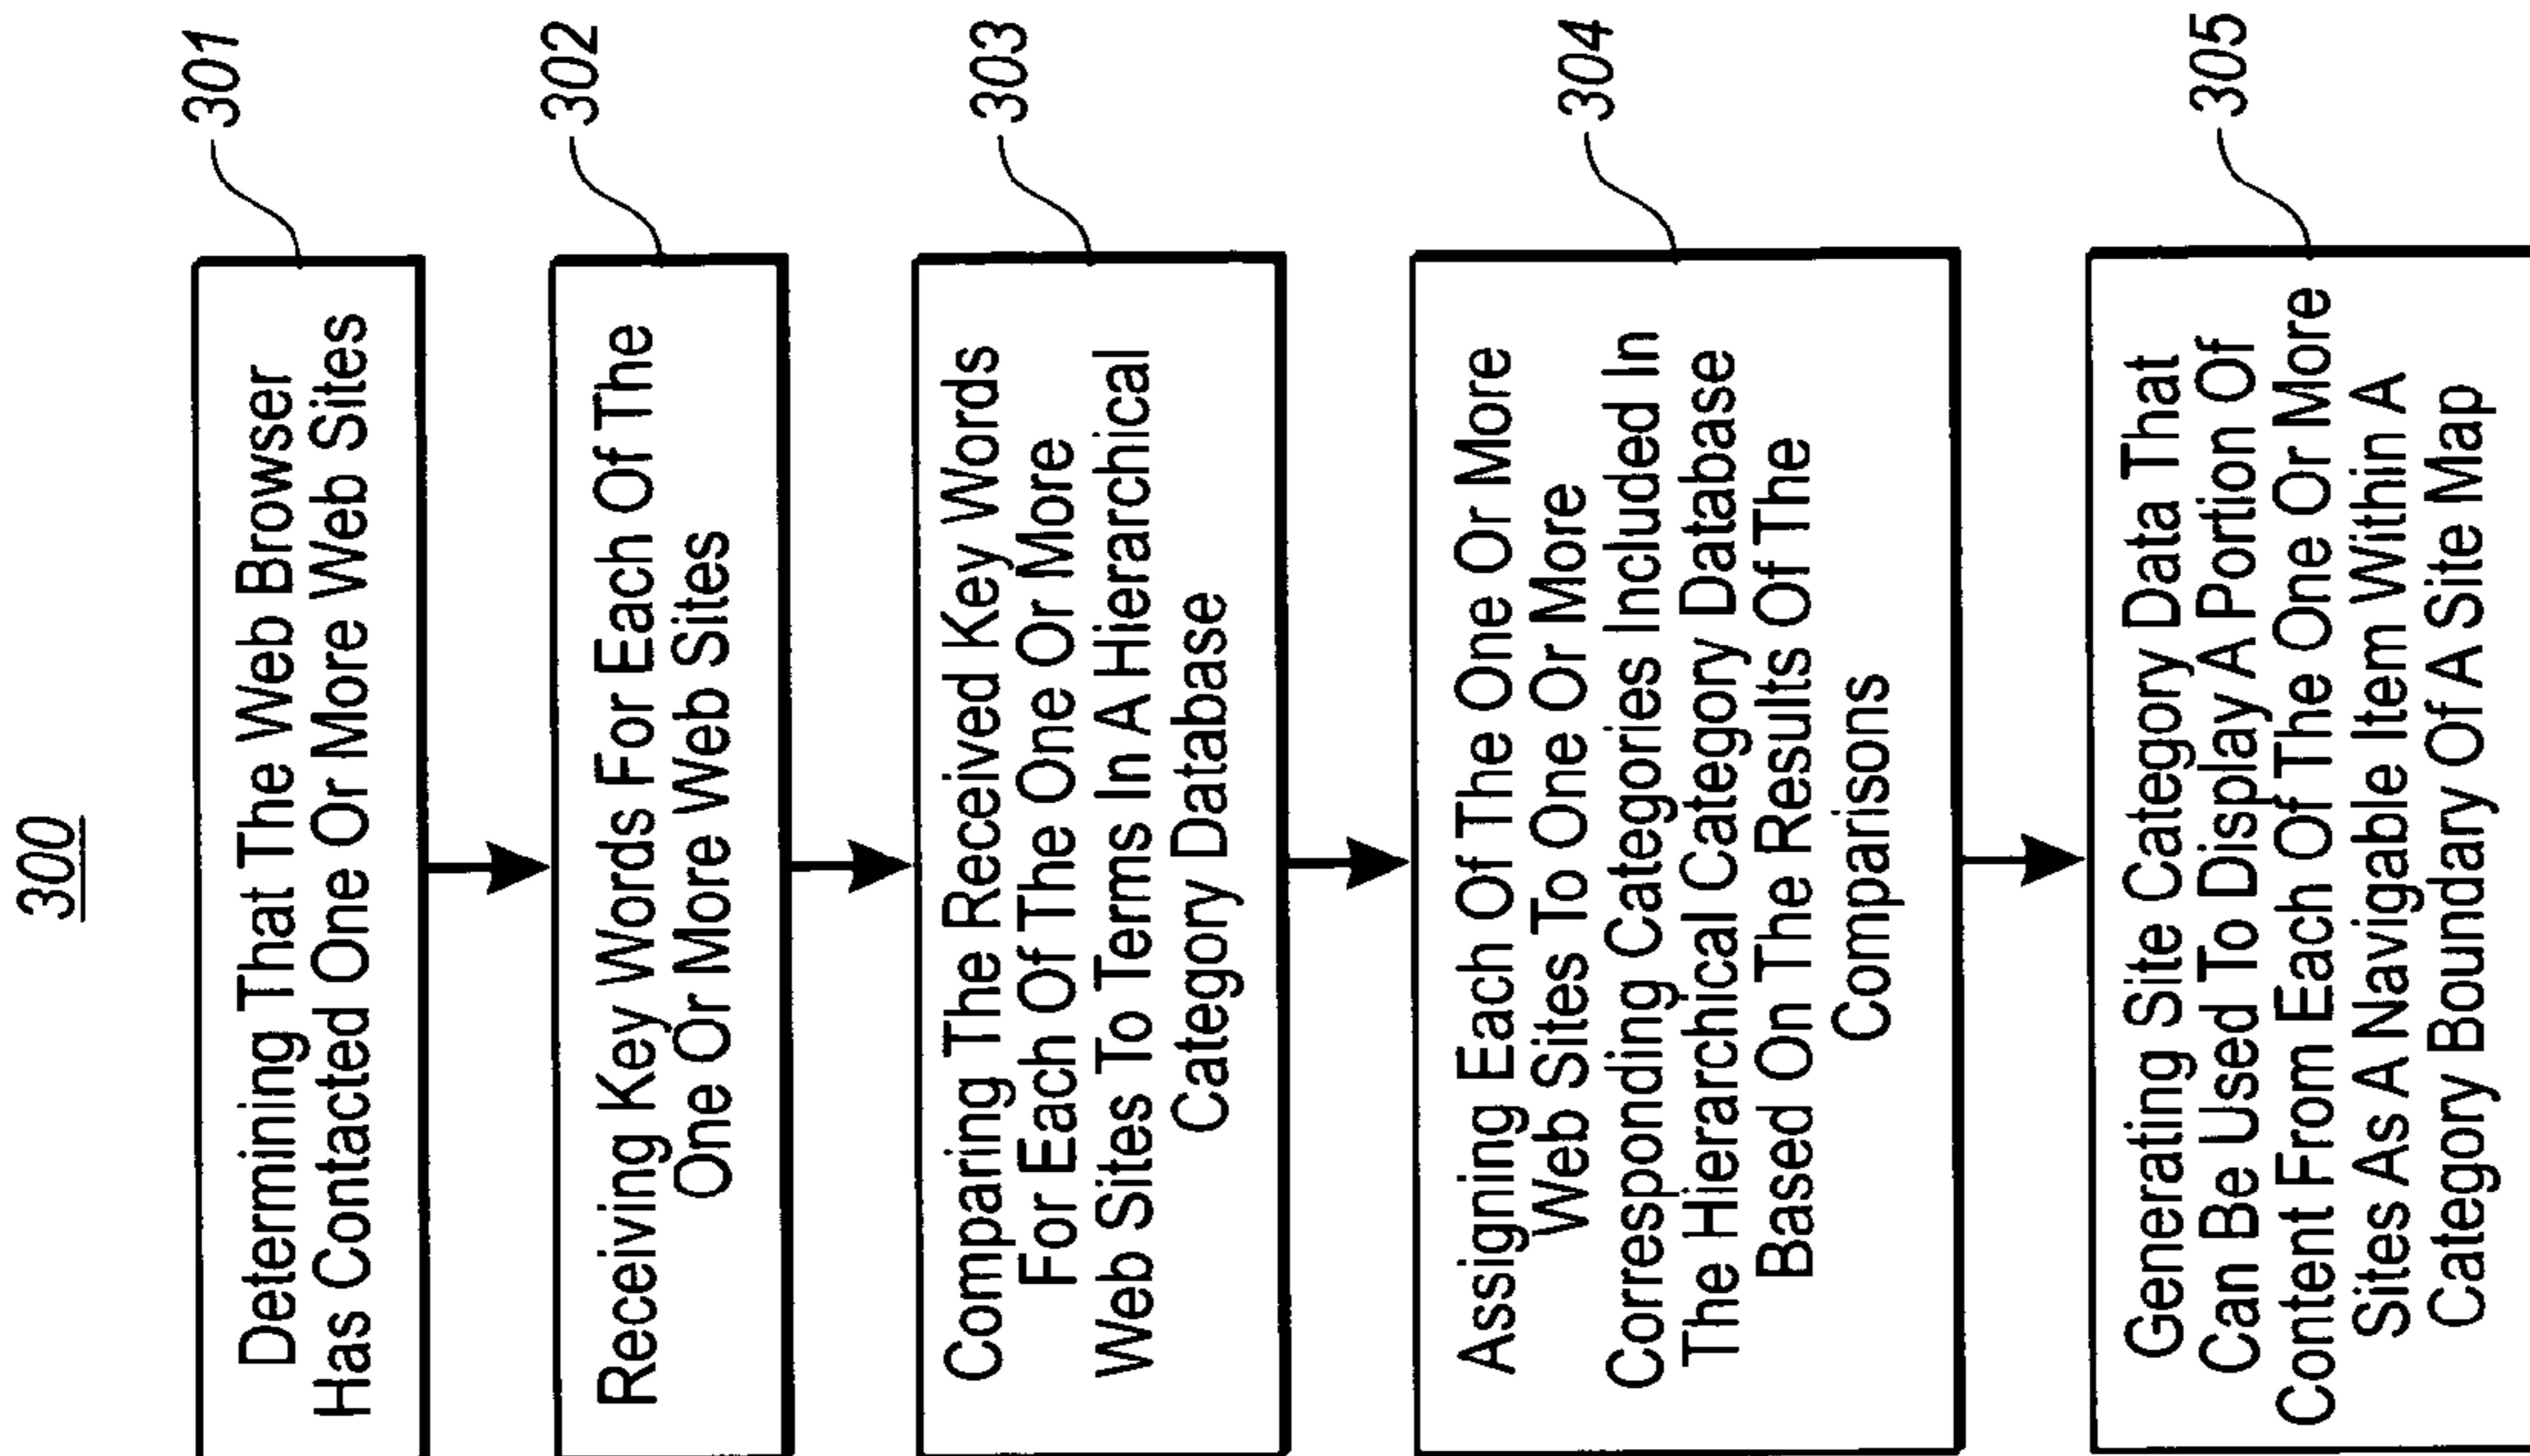 300
301
Determining That The Web Browser
Has Contacted One Or More Web Sites
302
Receiving Key Words For Each Of The
One Or More Web Sites
303
Comparing The Received Key Words
For Each Of The One Or More
Web Sites To Terms In A Hierarchical
Category Database
304
Assigning Each Of The One Or More
Web Sites To One Or More
Corresponding Categories Included In
The Hierarchical Category Database
Based On The Results Of The
Comparisons
305
Generating Site Category Data That
Can Be Used To Display A Portion Of
Content From Each Of The One Or More
Sites As A Navigable Item Within A
Category Boundary Of A Site Map